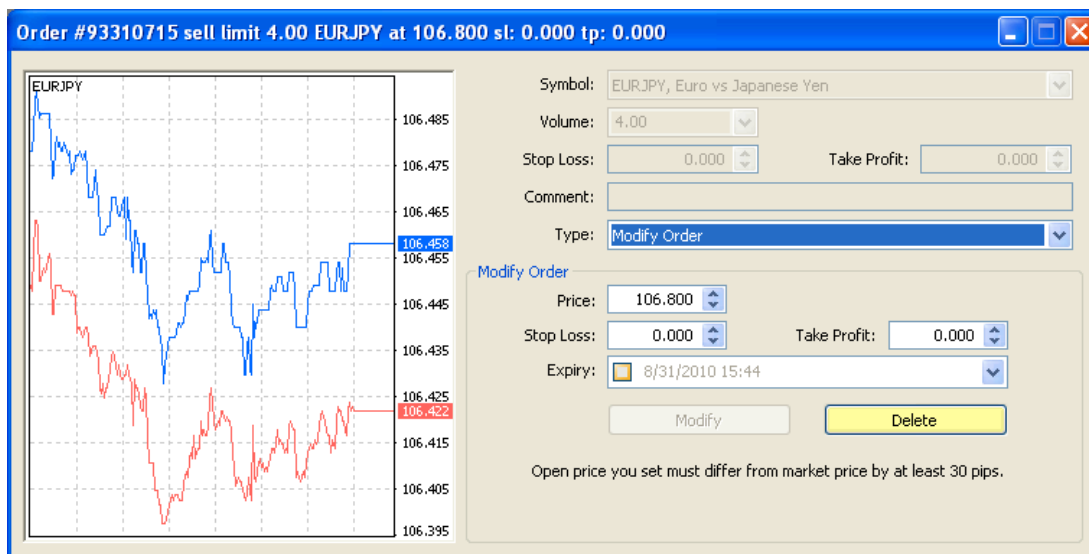 Order #93310715 sell limit 4.00 EURJPY at 106.800 sl: 0.000 tp: 0.000
EURJPY
106.485
106.475
106.465
106.458
106.455
106.445
106.435
106.425
106.422
106.415
106.405
106.395
Symbol: EURJPY, Euro vs Japanese Yen
Volume: 4.00
Stop Loss: 0.000 Take Profit: 0.000
Comment:
Type: Modify Order
Modify Order
Price: 106.800
Stop Loss: 0.000 Take Profit: 0.000
Expiry: 8/31/2010 15:44
Modify Delete
Open price you set must differ from market price by at least 30 pips.